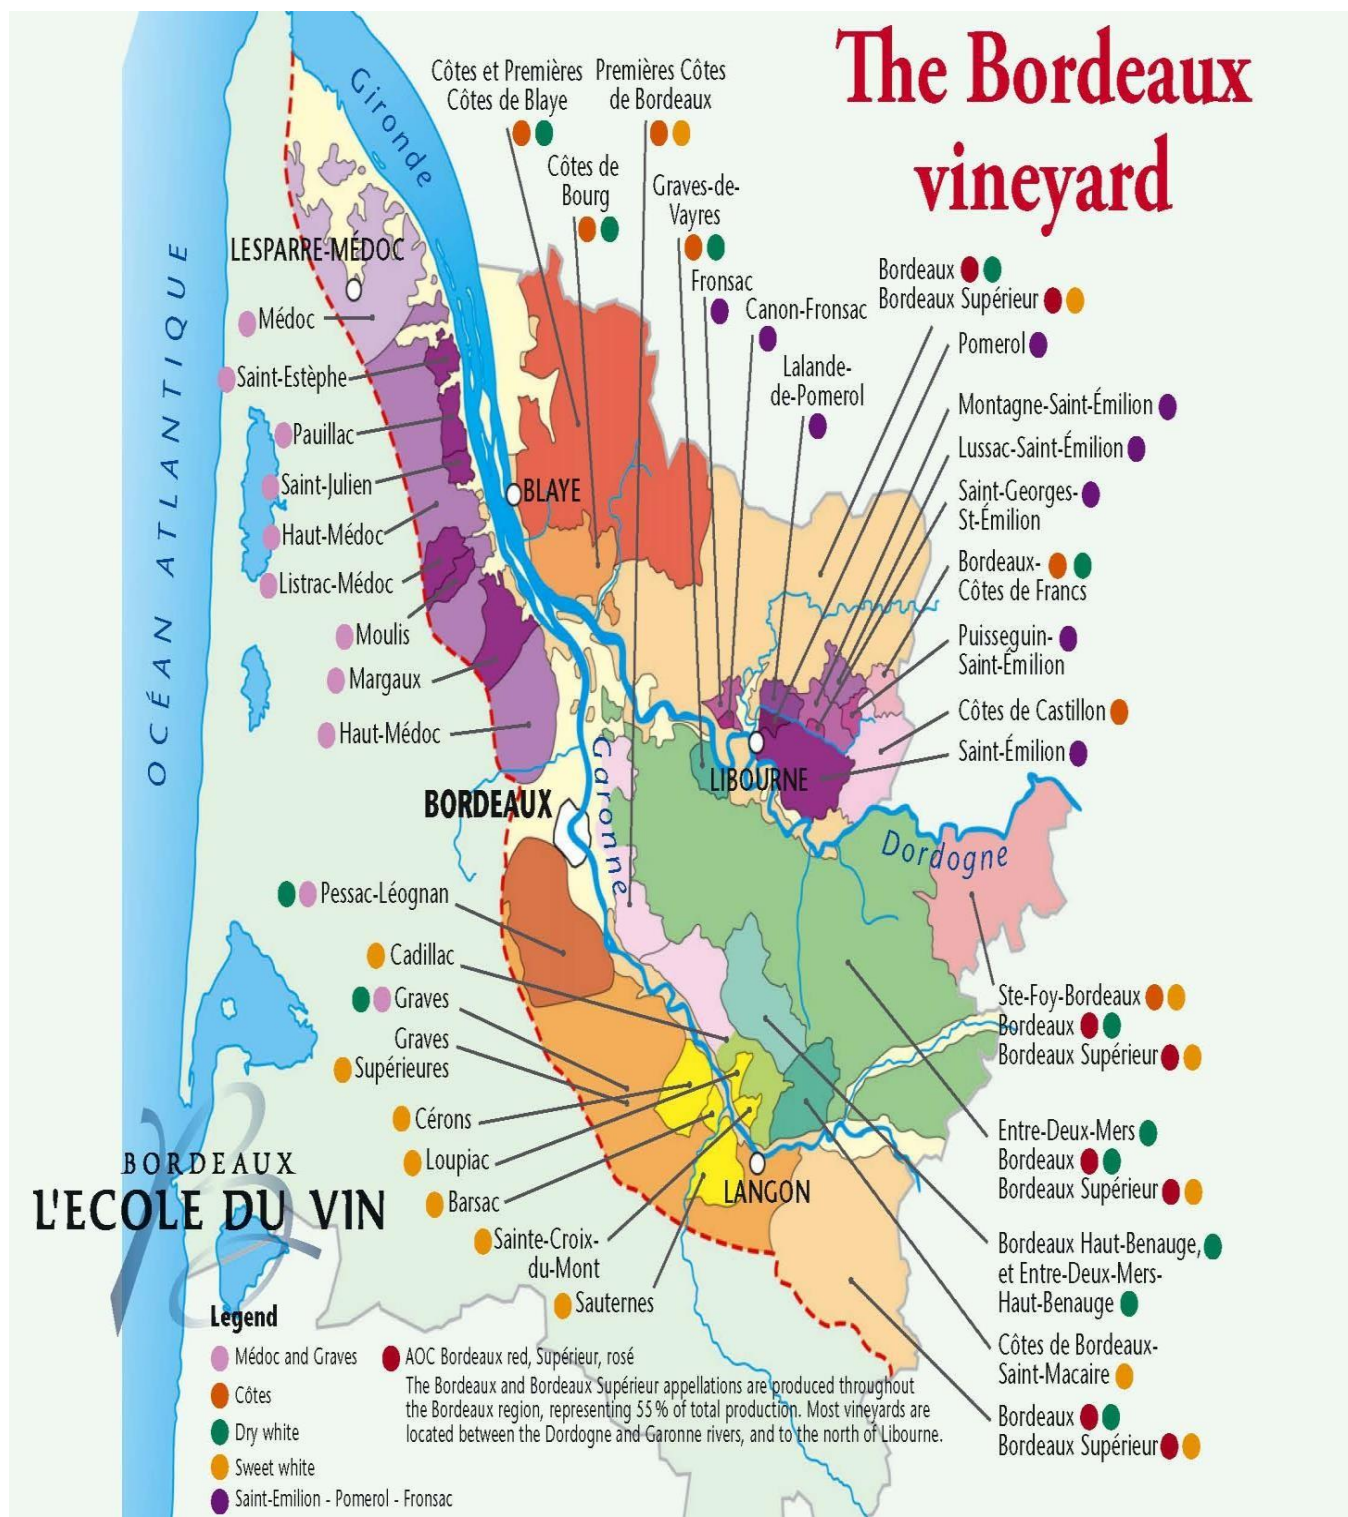 The Bordeaux
vineyard
Gironde
Côtes et Premières
Côtes de Blaye
Premières Côtes
de Bordeaux
Côtes de
Bourg
Graves-de-
Vayres
Fronsac
Canon-Fronsac
Lalande-
de-Pomerol
Bordeaux
Bordeaux Supérieur
Pomerol
Montagne-Saint-Émilion
Lussac-Saint-Émilion
Saint-Georges-
St-Émilion
Bordeaux-
Côtes de Francs
Puisseguin-
Saint-Émilion
Côtes de Castillon
Saint-Émilion
OCÉAN ATLANTIQUE
LESPARRE-MÉDOC
Médoc
Saint-Estèphe
Pauillac
Saint-Julien
Haut-Médoc
Listrac-Médoc
Moulis
Margaux
Haut-Médoc
BLAYE
LIBOURNE
BORDEAUX
Garonne
Dordogne
Pessac-Léognan
Cadillac
Graves
Graves
Supérieures
Cérons
Loupiac
Barsac
Sainte-Croix-
du-Mont
Sauternes
LANGON
Ste-Foy-Bordeaux
Bordeaux
Bordeaux Supérieur
Entre-Deux-Mers
Bordeaux
Bordeaux Supérieur
Bordeaux Haut-Benauge,
et Entre-Deux-Mers-
Haut-Benauge
Côtes de Bordeaux-
Saint-Macaire
Bordeaux
Bordeaux Supérieur
BORDEAUX
L'ECOLE DU VIN
Legend
Médoc and Graves
Côtes
Dry white
Sweet white
Saint-Emilion - Pomerol - Fronsac
AOC Bordeaux red, Supérieur, rosé
The Bordeaux and Bordeaux Supérieur appellations are produced throughout
the Bordeaux region, representing 55 % of total production. Most vineyards are
located between the Dordogne and Garonne rivers, and to the north of Libourne.